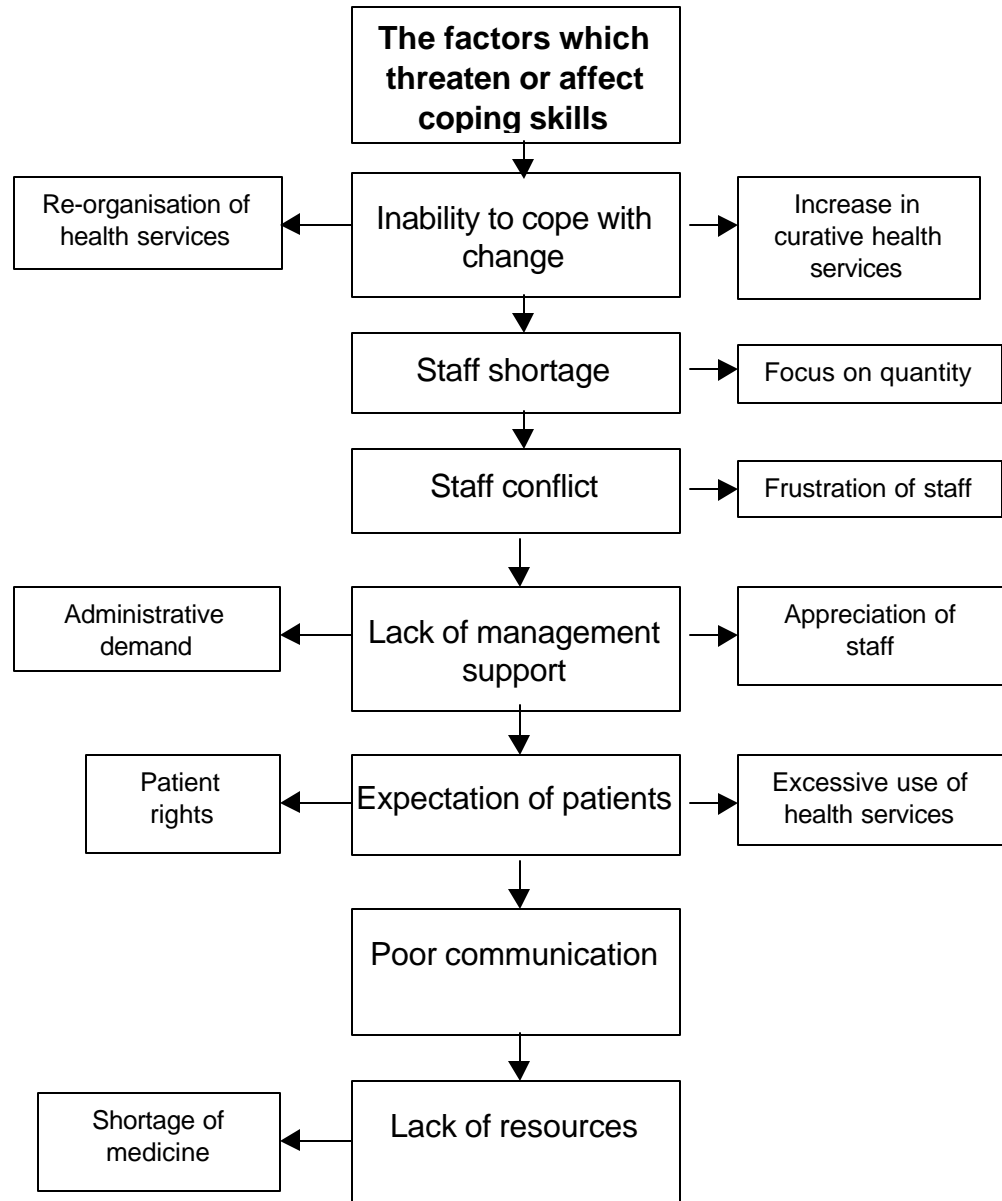 The factors which
threaten or affect
coping skills
Re-organisation of
health services
Inability to cope with
change
Increase in
curative health
services
Staff shortage
Focus on quantity
Staff conflict
Frustration of staff
Administrative
demand
Lack of management
support
Appreciation of
staff
Patient
rights
Expectation of patients
Excessive use of
health services
Poor communication
Shortage of
medicine
Lack of resources